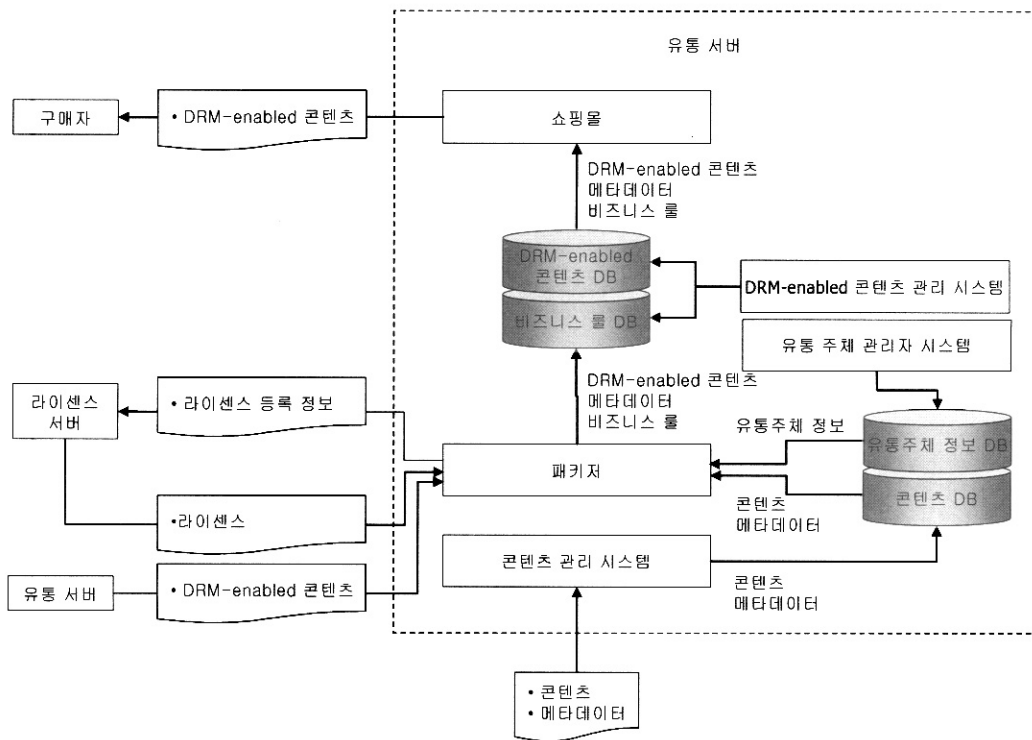 유통 서버
구매자
• DRM-enabled 콘텐츠
쇼핑몰
DRM-enabled 콘텐츠
메타데이터
비즈니스 룰
DRM-enabled
콘텐츠 DB
비즈니스 룰 DB
DRM-enabled 콘텐츠 관리 시스템
유통 주체 관리자 시스템
DRM-enabled 콘텐츠
메타데이터
비즈니스 룰
라이센스
서버
• 라이센스 등록 정보
유통주체 정보
유통주체 정보 DB
패키저
콘텐츠 DB
콘텐츠
메타데이터
•라이센스
콘텐츠 관리 시스템
콘텐츠
메타데이터
유통 서버
• DRM-enabled 콘텐츠
• 콘텐츠
• 메타데이터